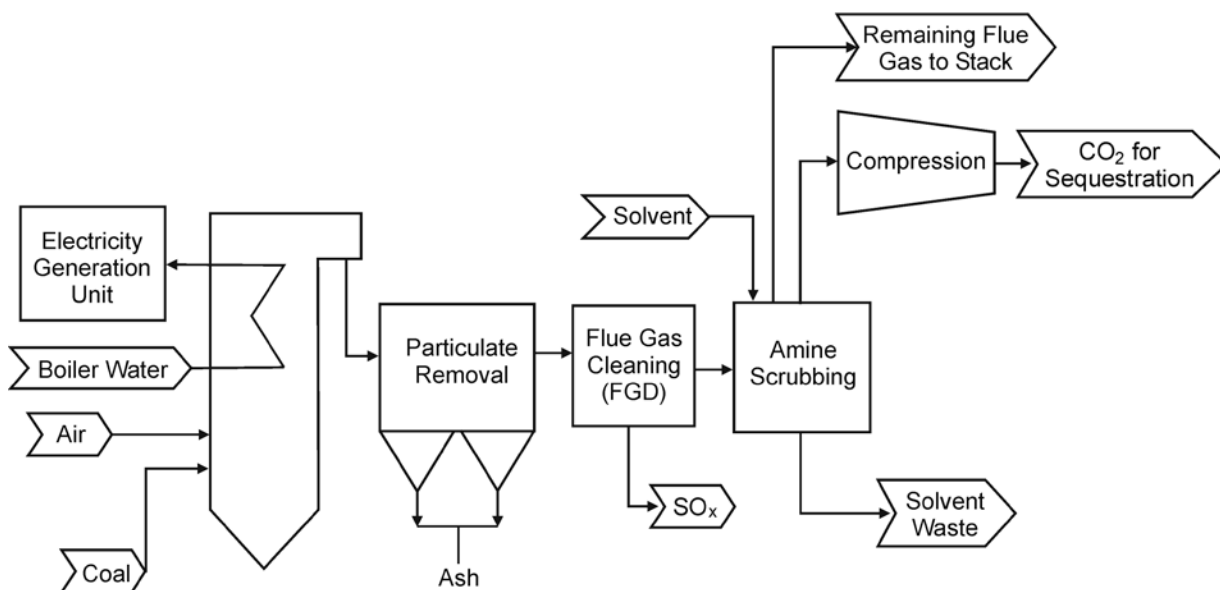 Remaining Flue
Gas to Stack
Compression
CO₂ for
Sequestration
Solvent
Electricity
Generation
Unit
Boiler Water
Air
Coal
Particulate
Removal
Ash
Flue Gas
Cleaning
(FGD)
SOₓ
Amine
Scrubbing
Solvent
Waste